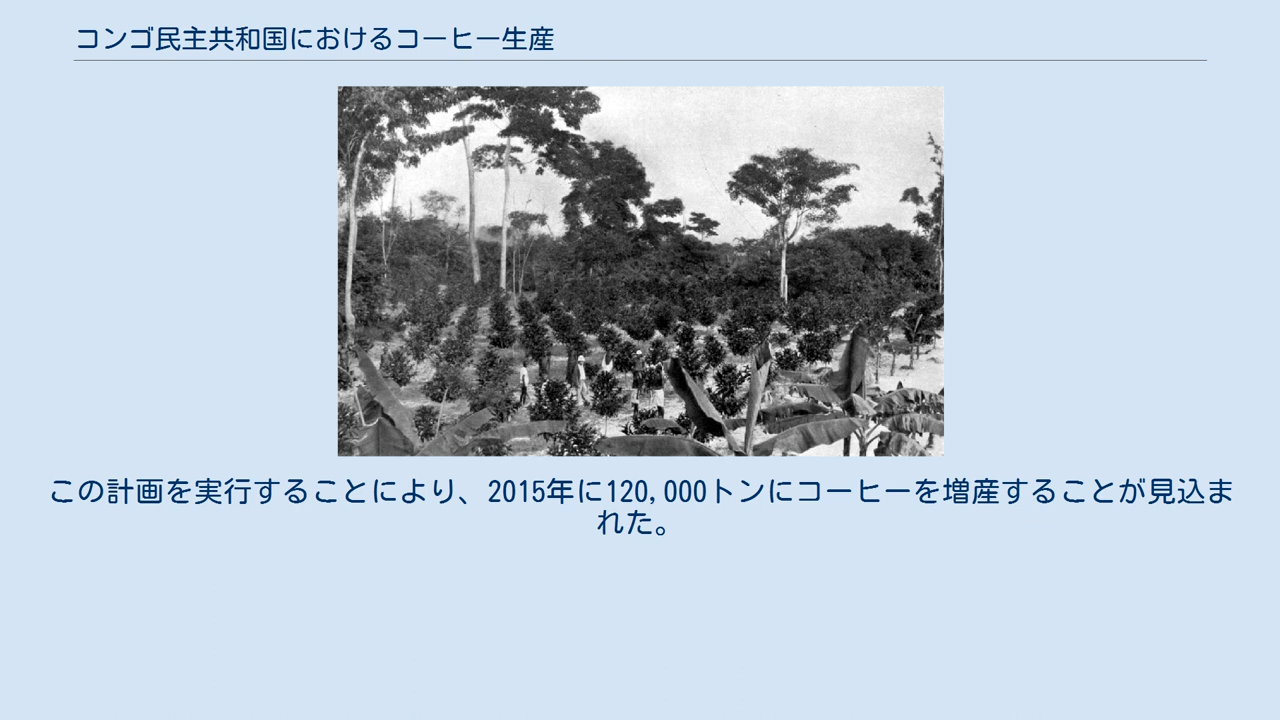 コンゴ民主共和国におけるコーヒー生産
この計画を実行することにより、2015年に120,000トンにコーヒーを増産することが見込ま
れた。